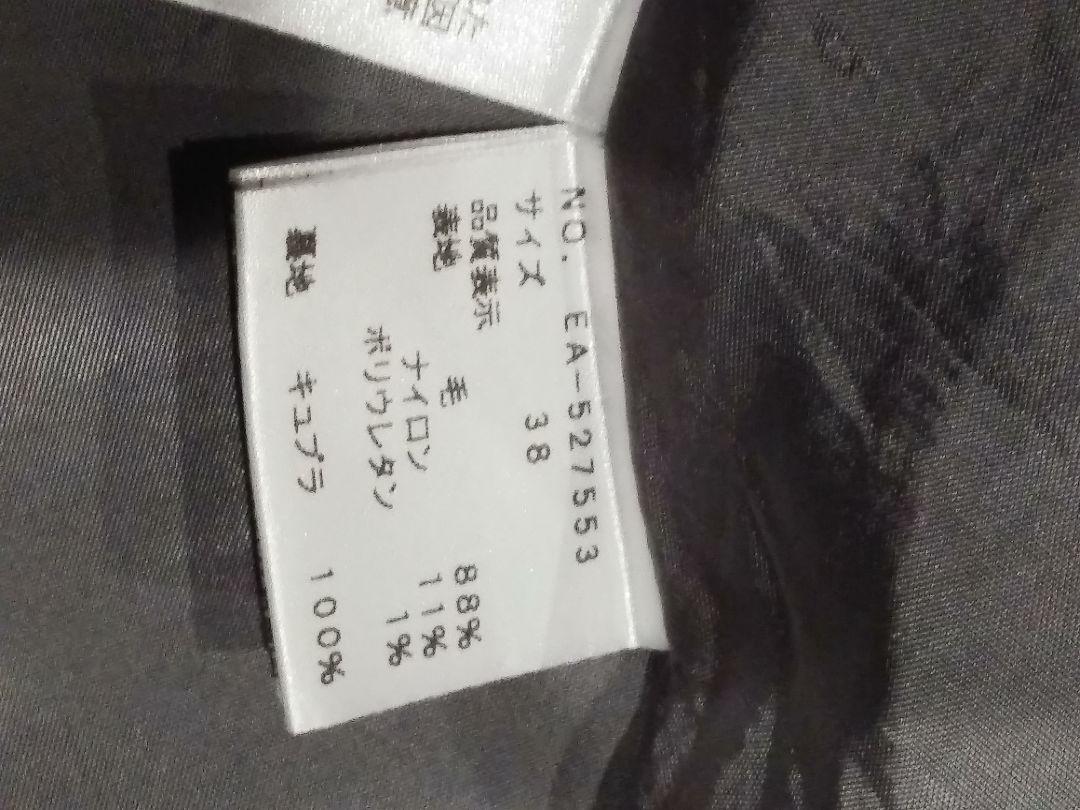 NO. EA-527553
サイズ 38
品質表示
表地 毛 88%
ナイロン 11%
ポリウレタン 1%
裏地 キュプラ 100%